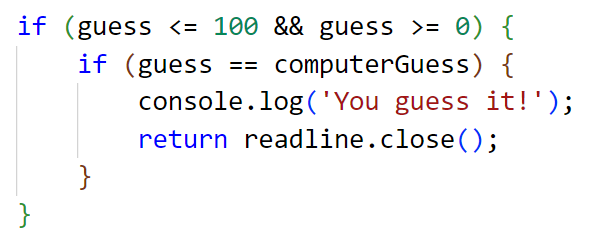 if (guess <= 100 && guess >= 0) {
    if (guess == computerGuess) {
        console.log('You guess it!');
        return readline.close();
    }
}